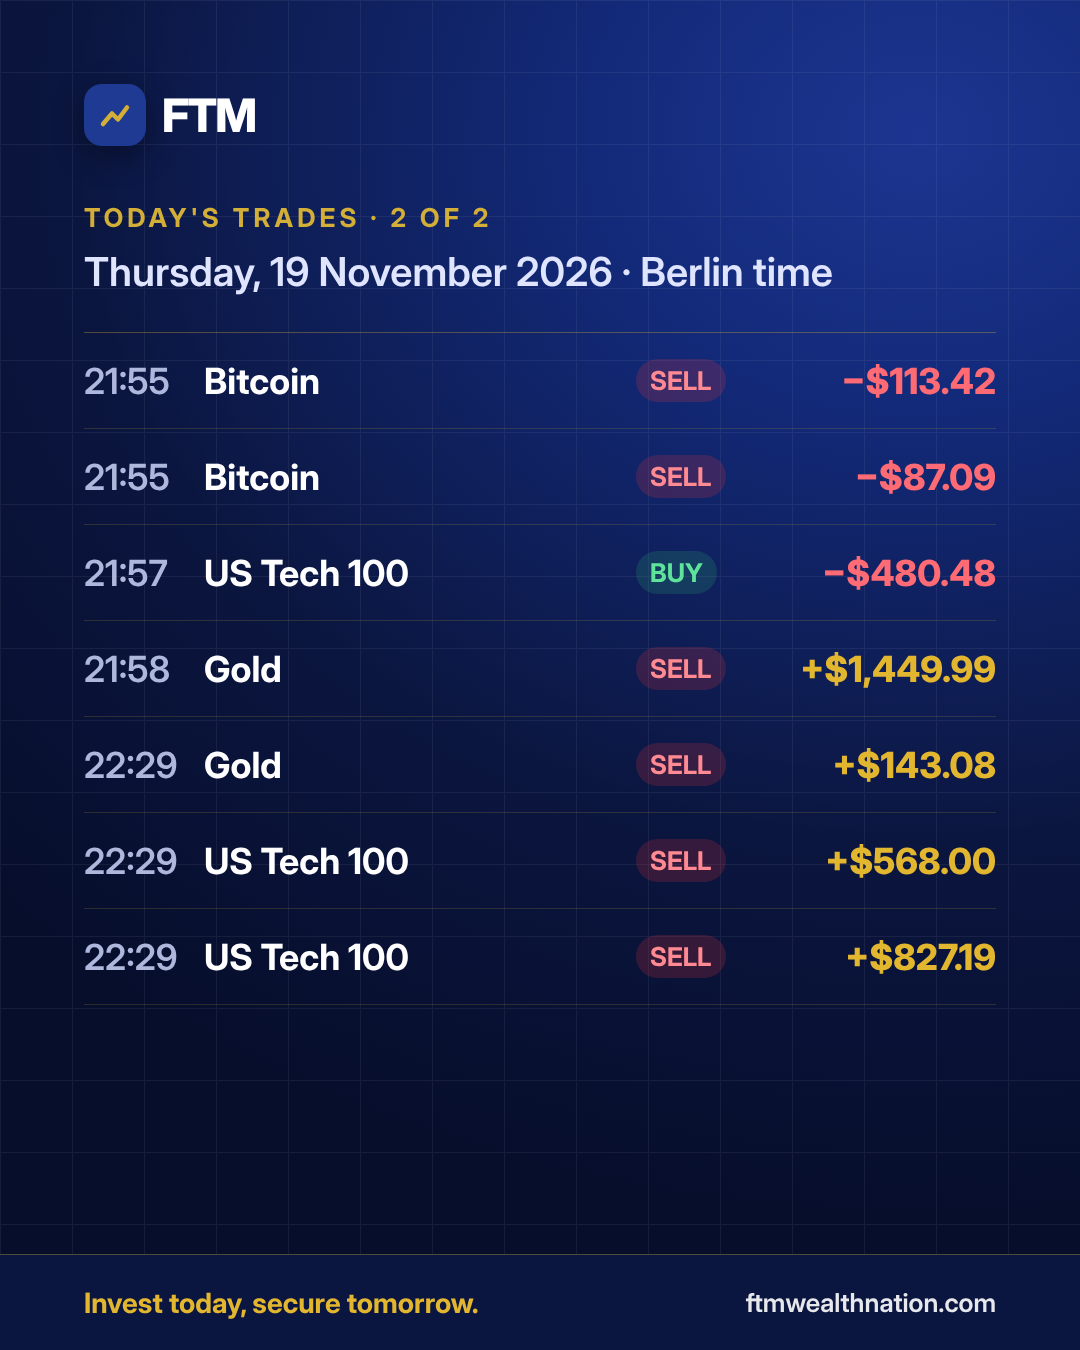 FTM
TODAY'S TRADES · 2 OF 2
Thursday, 19 November 2026 · Berlin time
21:55 Bitcoin SELL −$113.42
21:55 Bitcoin SELL −$87.09
21:57 US Tech 100 BUY −$480.48
21:58 Gold SELL +$1,449.99
22:29 Gold SELL +$143.08
22:29 US Tech 100 SELL +$568.00
22:29 US Tech 100 SELL +$827.19
Invest today, secure tomorrow. ftmwealthnation.com